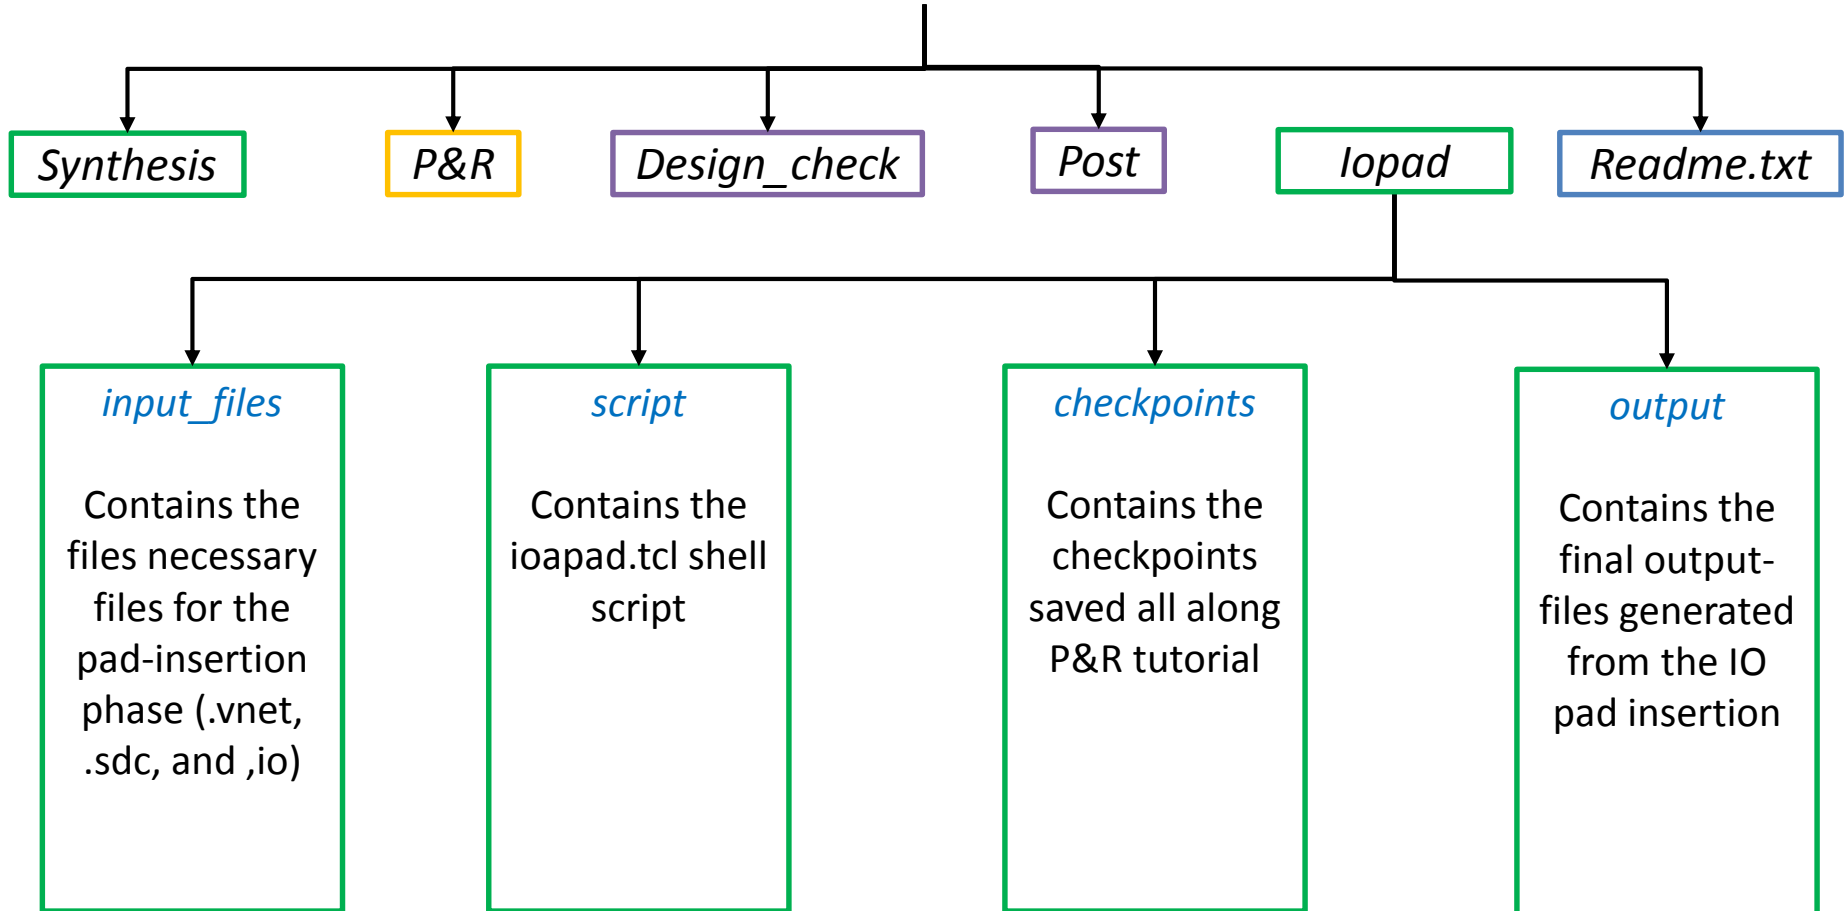 Synthesis
P&R
Design_check
Post
Iopad
Readme.txt
input_files
Contains the
files necessary
files for the
pad-insertion
phase (.vnet,
.sdc, and ,io)
script
Contains the
ioapad.tcl shell
script
checkpoints
Contains the
checkpoints
saved all along
P&R tutorial
output
Contains the
final output-
files generated
from the IO
pad insertion